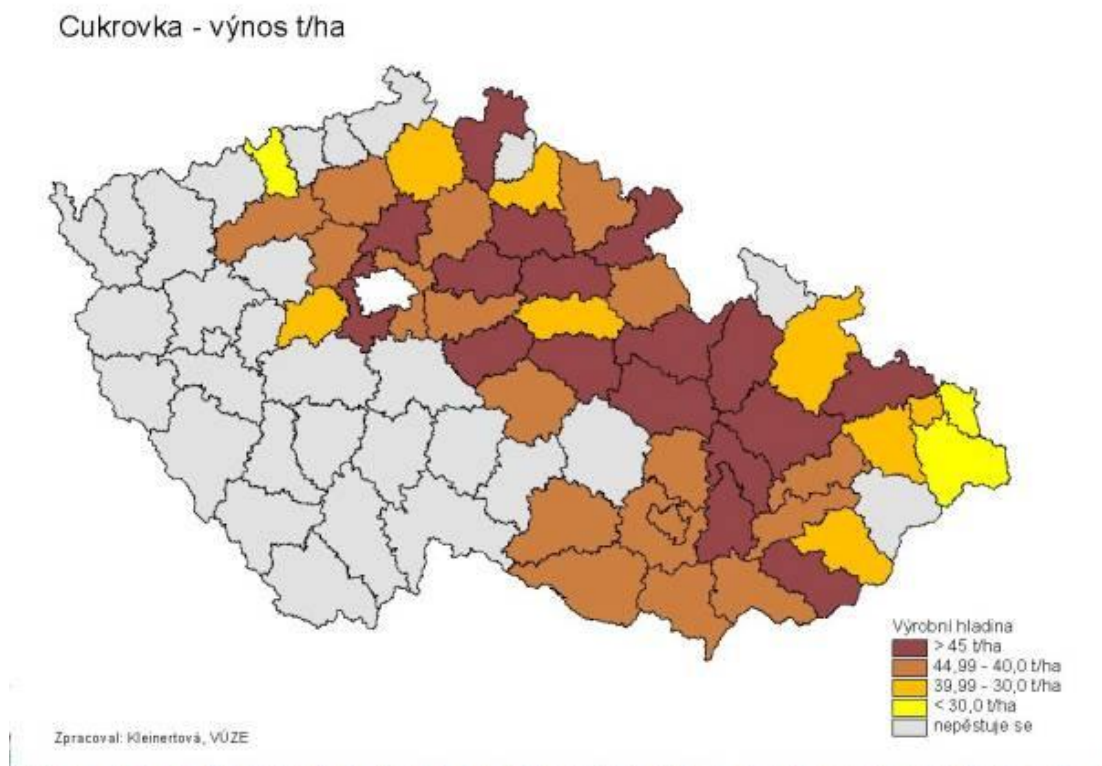 Cukrovka - výnos t/ha
Výrobní hladina
> 45 t/ha
44,99 - 40,0 t/ha
39,99 - 30,0 t/ha
< 30,0 t/ha
nepěstuje se
Zpracoval: Kleinertová, VÚZE